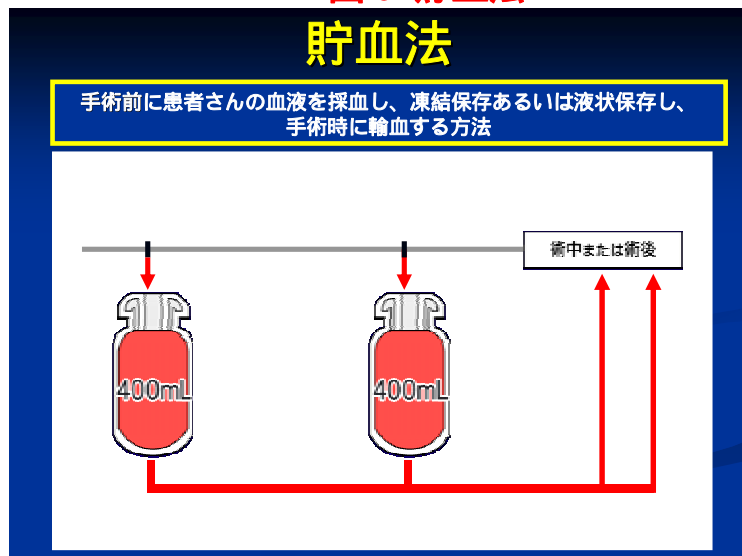 貯血法
手術前に患者さんの血液を採血し、凍結保存あるいは液状保存し、
手術時に輸血する方法
術中または術後
400mL
400mL